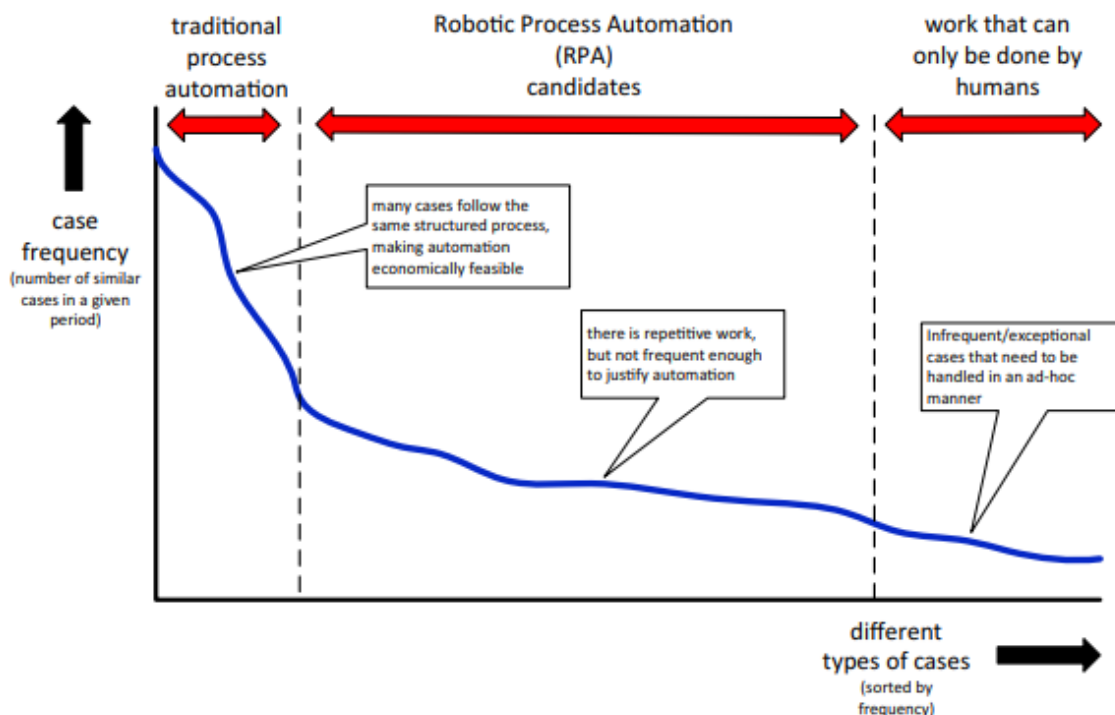 traditional
process
automation
Robotic Process Automation
(RPA)
candidates
work that can
only be done by
humans
case
frequency
(number of similar
cases in a given
period)
many cases follow the
same structured process,
making automation
economically feasible
there is repetitive work,
but not frequent enough
to justify automation
Infrequent/exceptional
cases that need to be
handled in an ad-hoc
manner
different
types of cases
(sorted by
frequency)